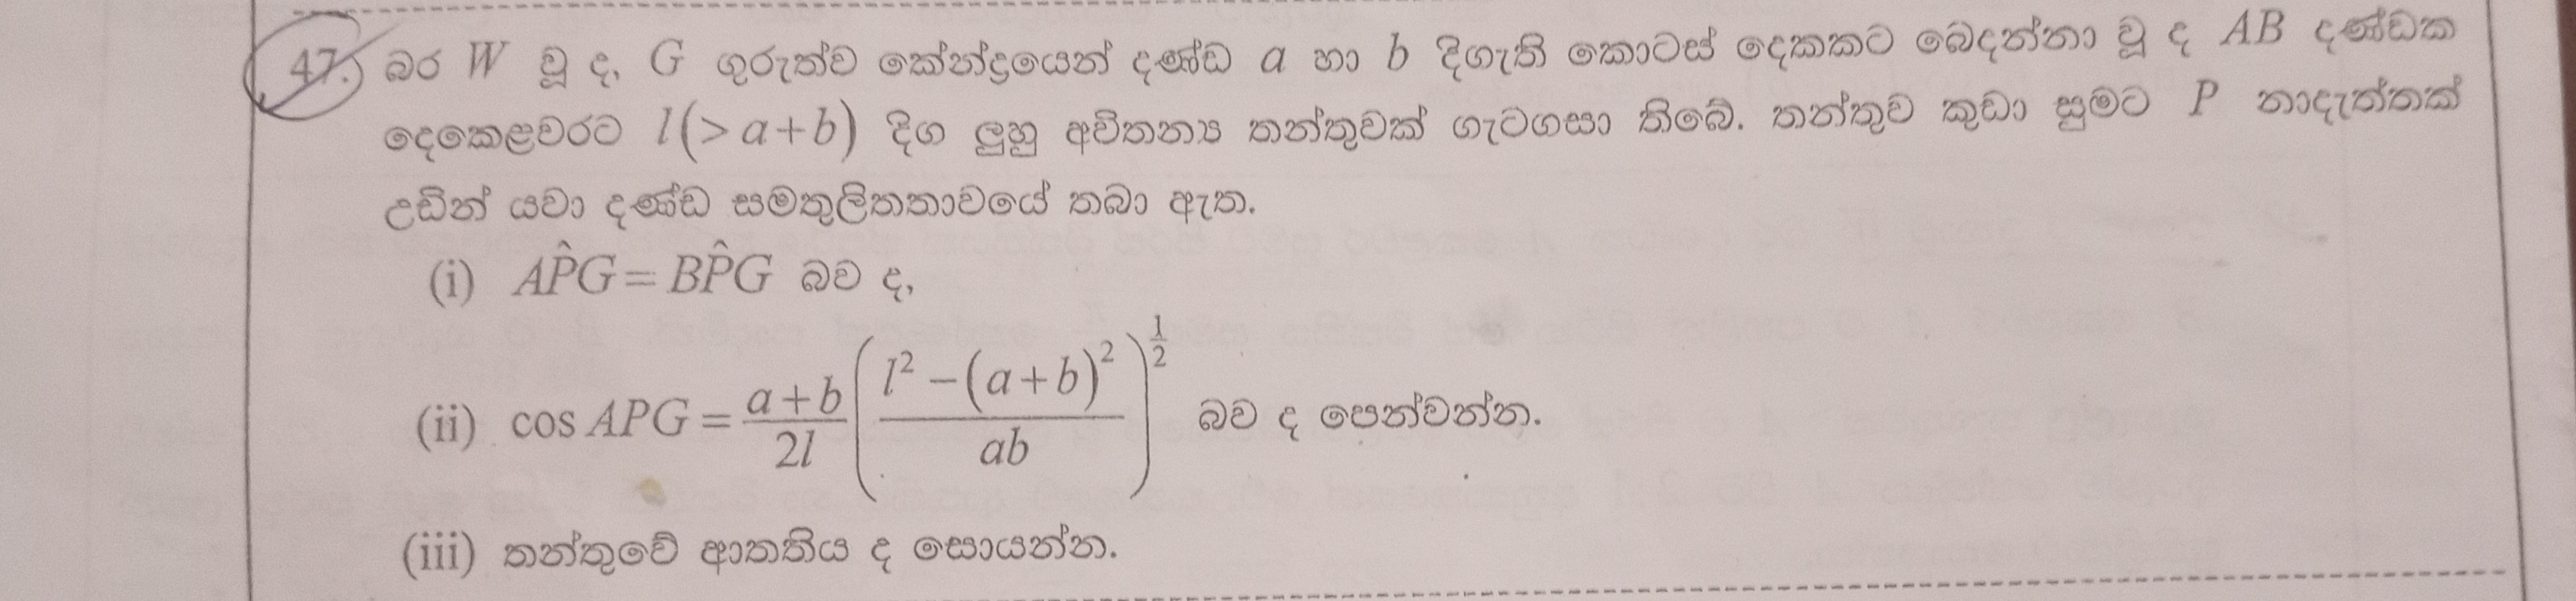 47. බර W වූ ද, G ගුරුත්ව කේන්ද්‍රයෙන් දණ්ඩ a හා b දිගැති කොටස් දෙකකට බෙදන්නා වූ ද AB දණ්ඩක
දෙකෙළවරට l(> a+b) දිග ලුහු අවිතන්‍ය තන්තුවක් ගැටගසා තිබේ. තන්තුව කුඩා සුමට P නාදැත්තක්
උඩින් යවා දණ්ඩ සමතුලිතතාවයේ තබා ඇත.
(i) AP̂G = BP̂G බව ද,
(ii) cos APG = \frac{a+b}{2l} \left( \frac{l^2 - (a+b)^2}{ab} \right)^{\frac{1}{2}} බව ද පෙන්වන්න.
(iii) තන්තුවේ ආතතිය ද සොයන්න.